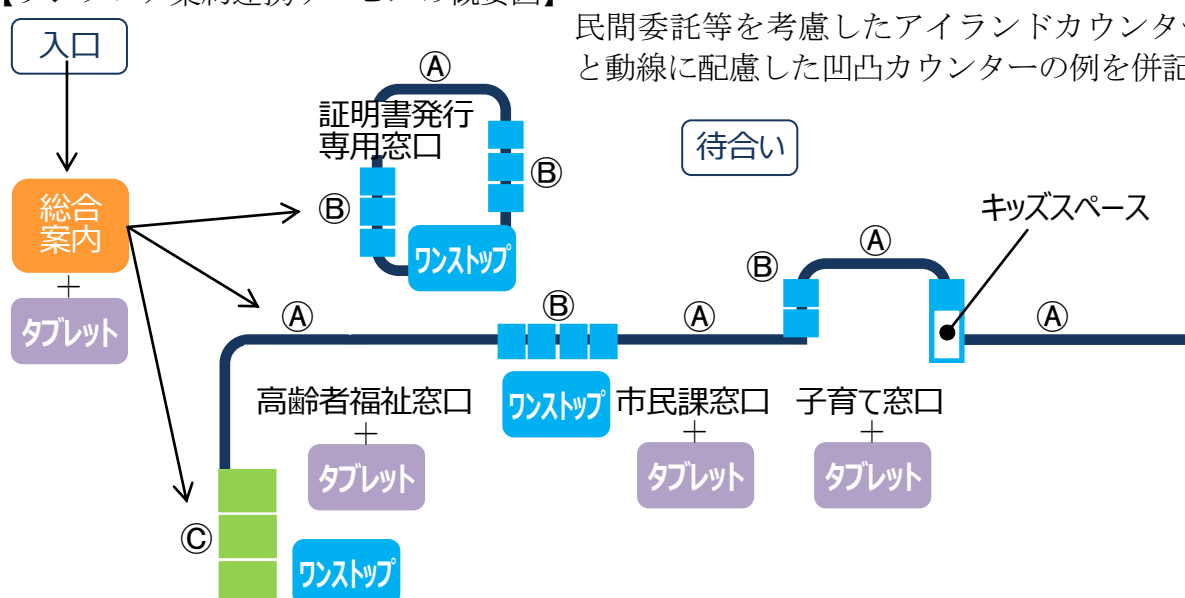 民間委託等を考慮したアイランドカウンター
と動線に配慮した凹凸カウンターの例を併記
入口
Ⓐ
証明書発行
専用窓口
待合い
Ⓑ
Ⓑ
総合
案内
キッズスペース
Ⓐ
ワンストップ
Ⓑ
＋
タブレット
Ⓐ
Ⓑ
Ⓐ
Ⓐ
高齢者福祉窓口
ワンストップ
市民課窓口
子育て窓口
＋
＋
＋
タブレット
タブレット
タブレット
Ⓒ
ワンストップ